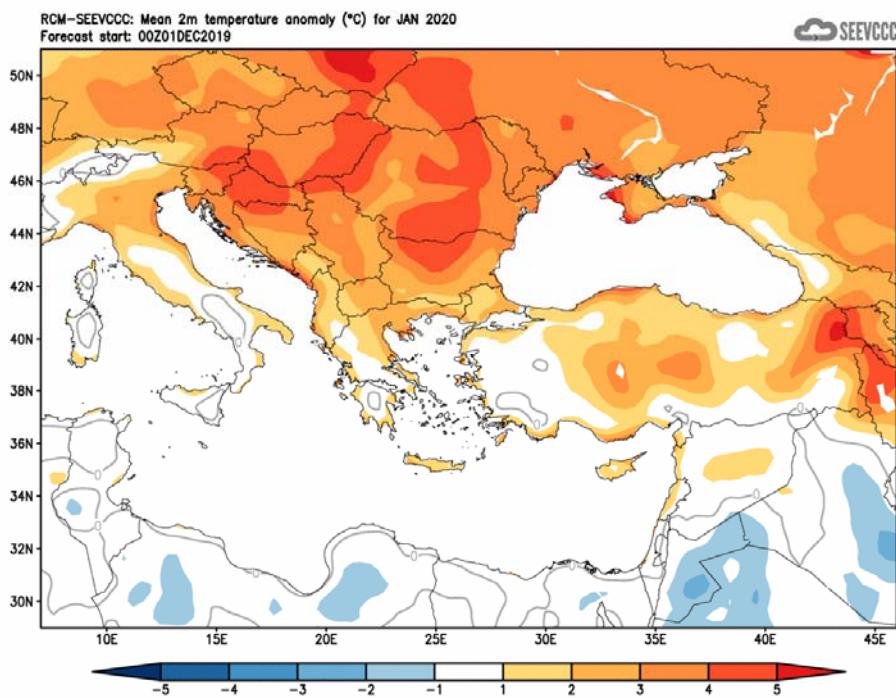 RCM-SEEVCCC: Mean 2m temperature anomaly (°C) for JAN 2020
Forecast start: 00Z01DEC2019
SEEVCCC
50N
48N
46N
44N
42N
40N
38N
36N
34N
32N
30N
10E 15E 20E 25E 30E 35E 40E 45E
-5 -4 -3 -2 -1 1 2 3 4 5